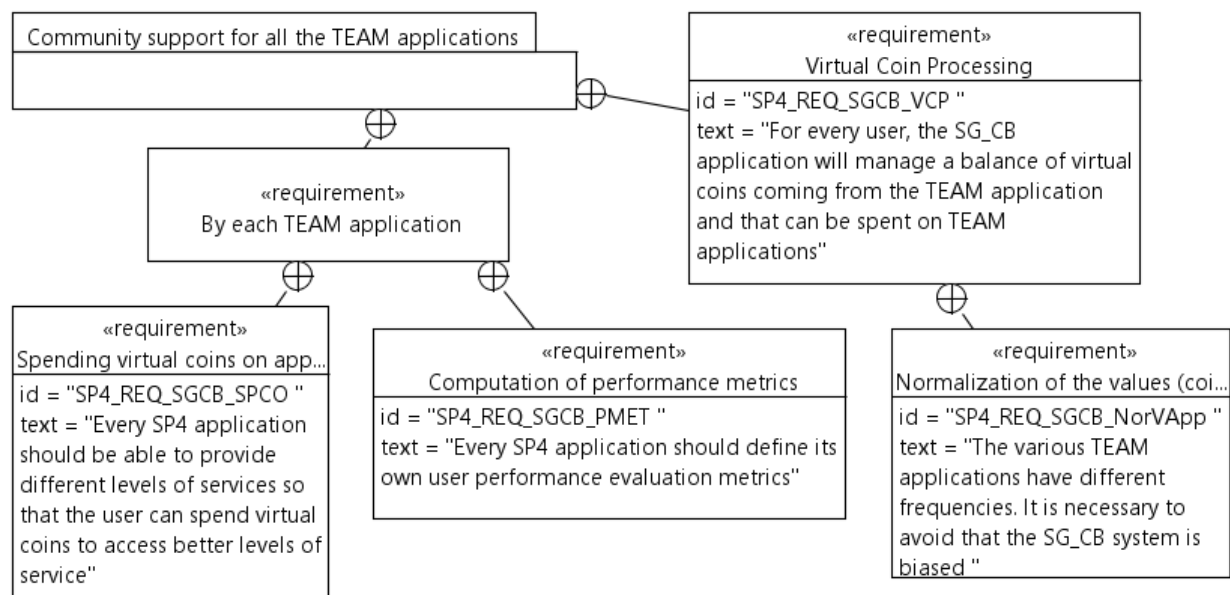 Community support for all the TEAM applications
«requirement»
Virtual Coin Processing
id = "SP4_REQ_SGCB_VCP "
text = "For every user, the SG_CB
application will manage a balance of virtual
coins coming from the TEAM application
and that can be spent on TEAM
applications"
«requirement»
By each TEAM application
«requirement»
Spending virtual coins on app...
id = "SP4_REQ_SGCB_SPCO "
text = "Every SP4 application
should be able to provide
different levels of services so
that the user can spend virtual
coins to access better levels of
service"
«requirement»
Computation of performance metrics
id = "SP4_REQ_SGCB_PMET "
text = "Every SP4 application should define its
own user performance evaluation metrics"
«requirement»
Normalization of the values (coi...
id = "SP4_REQ_SGCB_NorVApp "
text = "The various TEAM
applications have different
frequencies. It is necessary to
avoid that the SG_CB system is
biased "